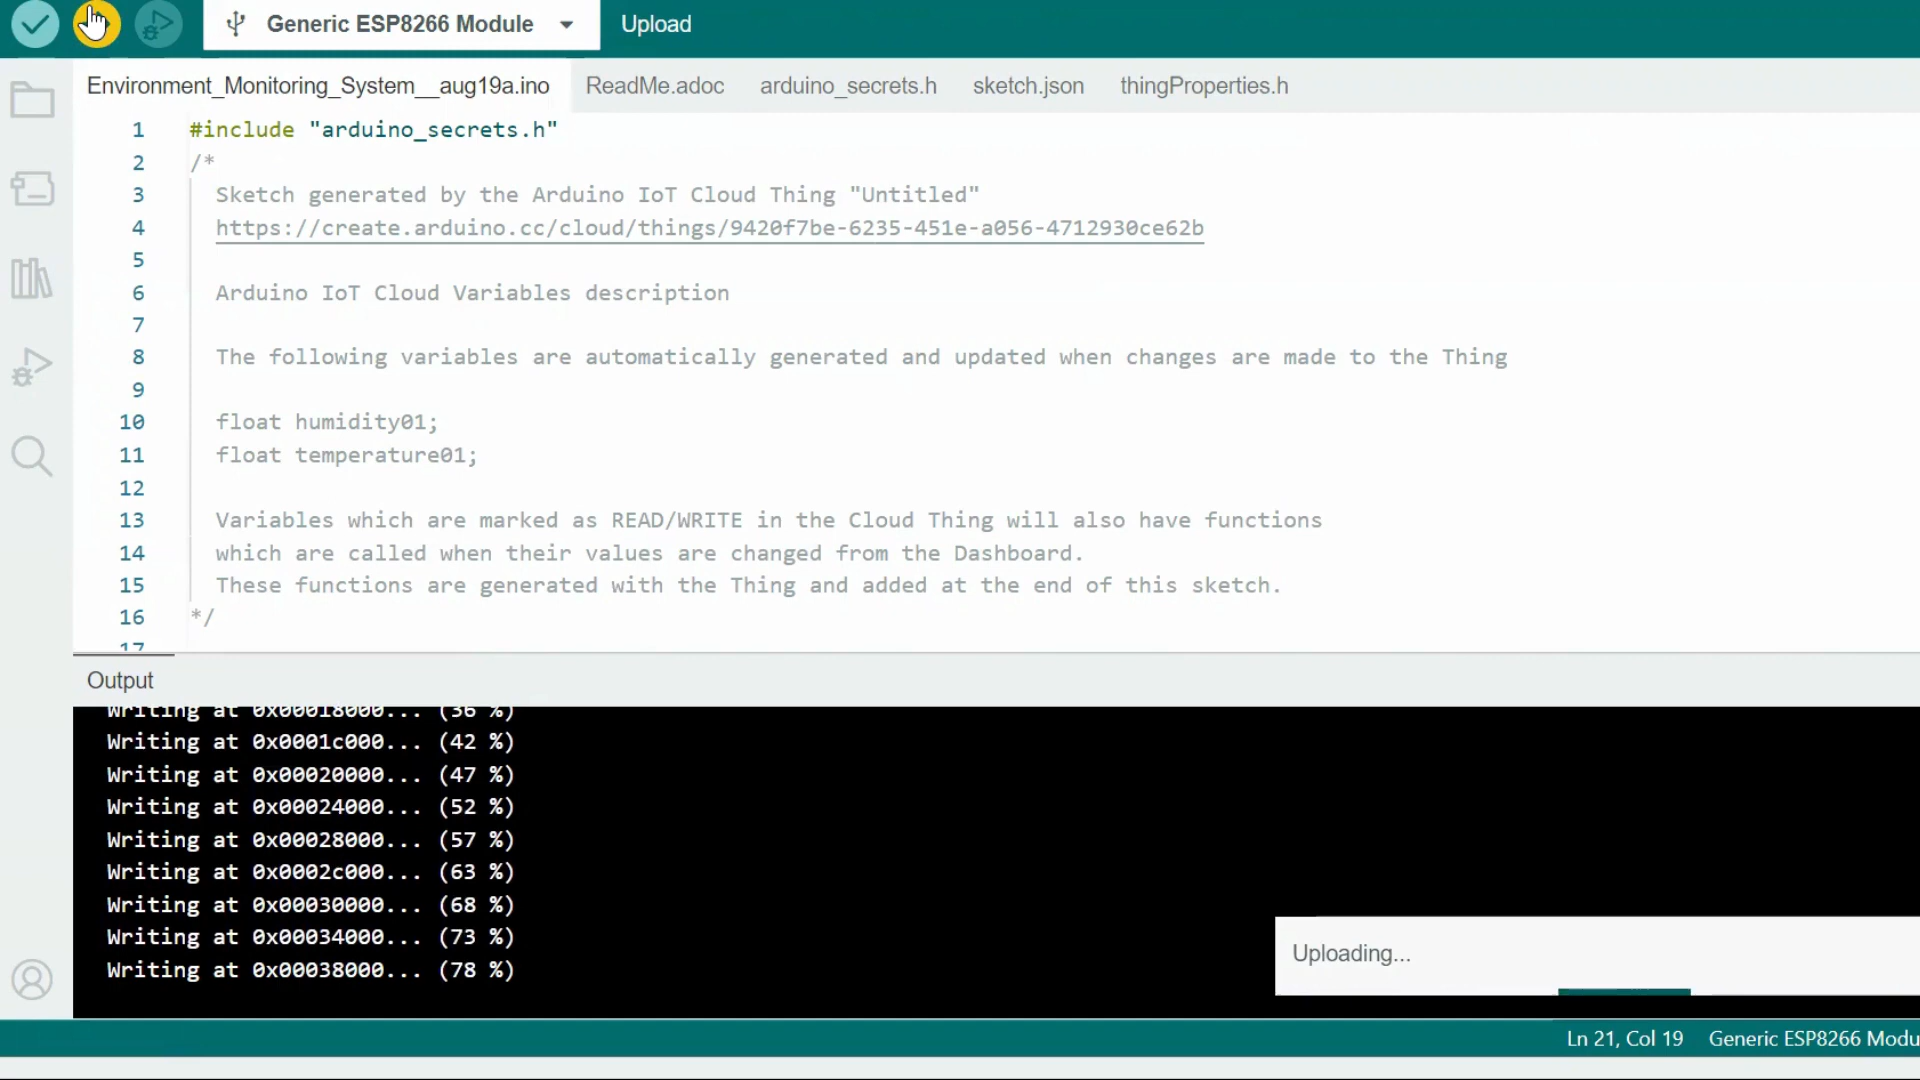 Generic ESP8266 Module
Upload
Environment_Monitoring_System__aug19a.ino
ReadMe.adoc
arduino_secrets.h
sketch.json
thingProperties.h
1 #include "arduino_secrets.h"
2 /*
3 Sketch generated by the Arduino IoT Cloud Thing "Untitled"
4 https://create.arduino.cc/cloud/things/9420f7be-6235-451e-a056-4712930ce62b
5
6 Arduino IoT Cloud Variables description
7
8 The following variables are automatically generated and updated when changes are made to the Thing
9
10 float humidity01;
11 float temperature01;
12
13 Variables which are marked as READ/WRITE in the Cloud Thing will also have functions
14 which are called when their values are changed from the Dashboard.
15 These functions are generated with the Thing and added at the end of this sketch.
16 */
17
Output
Writing at 0x00018000... (36 %)
Writing at 0x0001c000... (42 %)
Writing at 0x00020000... (47 %)
Writing at 0x00024000... (52 %)
Writing at 0x00028000... (57 %)
Writing at 0x0002c000... (63 %)
Writing at 0x00030000... (68 %)
Writing at 0x00034000... (73 %)
Writing at 0x00038000... (78 %)
Uploading...
Ln 21, Col 19
Generic ESP8266 Modu